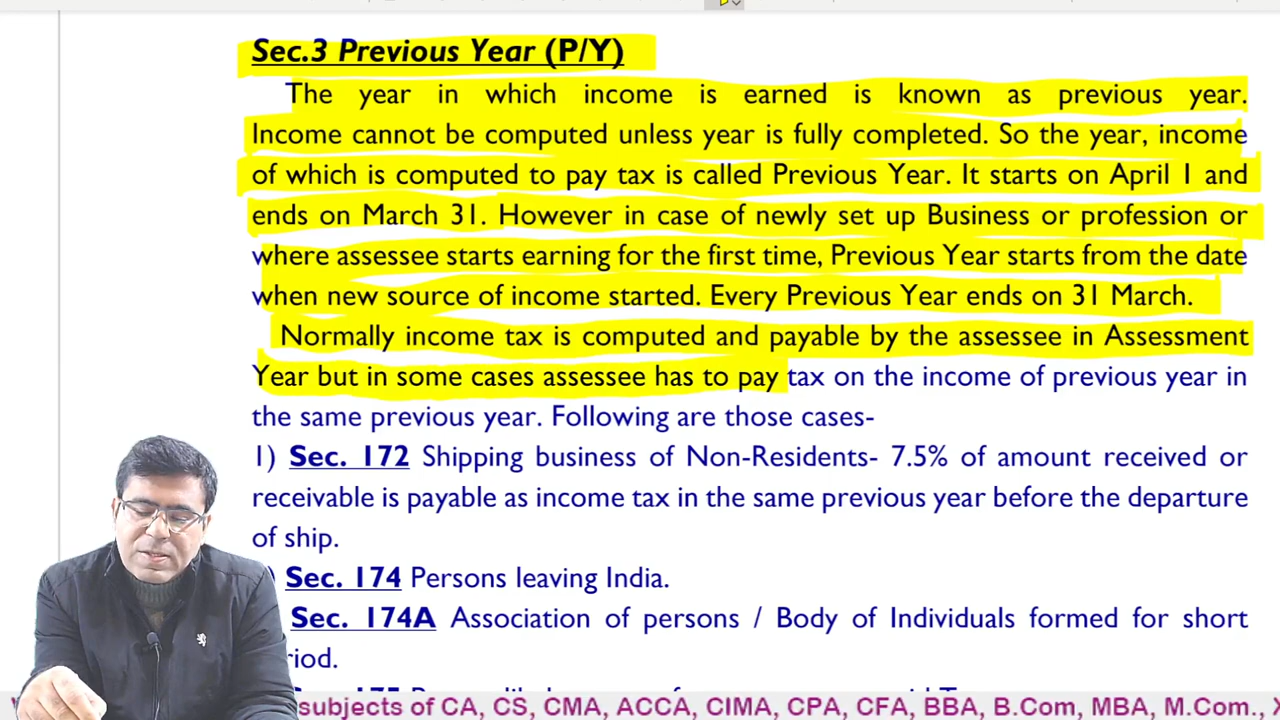 Sec.3 Previous Year (P/Y)
The year in which income is earned is known as previous year.
Income cannot be computed unless year is fully completed. So the year, income
of which is computed to pay tax is called Previous Year. It starts on April 1 and
ends on March 31. However in case of newly set up Business or profession or
where assessee starts earning for the first time, Previous Year starts from the date
when new source of income started. Every Previous Year ends on 31 March.
Normally income tax is computed and payable by the assessee in Assessment
Year but in some cases assessee has to pay tax on the income of previous year in
the same previous year. Following are those cases-
1) Sec. 172 Shipping business of Non-Residents- 7.5% of amount received or
receivable is payable as income tax in the same previous year before the departure
of ship.
Sec. 174 Persons leaving India.
Sec. 174A Association of persons / Body of Individuals formed for short
riod.
subjects of CA, CS, CMA, ACCA, CIMA, CPA, CFA, BBA, B.Com, MBA, M.Com.,